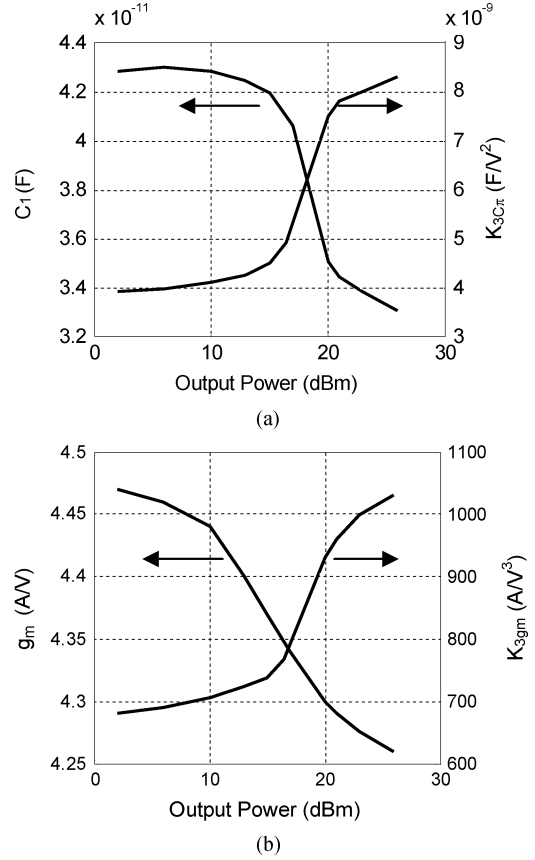 x 10⁻¹¹ x 10⁻⁹
4.4 9
4.2 8
4 7
3.8 6
3.6 5
3.4 4
3.2 3
C₁ (F)
K₃Cπ (F/V²)
0 10 20 30
Output Power (dBm)
(a)
4.5 1100
4.45 1000
4.4 900
4.35 800
4.3 700
4.25 600
gₘ (A/V)
K₃gm (A/V³)
0 10 20 30
Output Power (dBm)
(b)